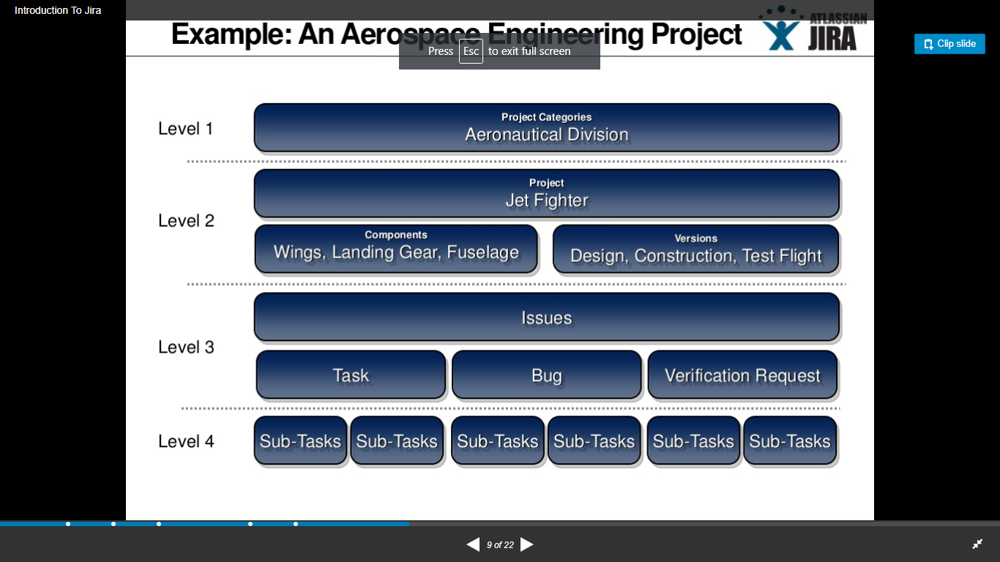 Introduction To Jira
Example: An Aerospace Engineering Project
ATLASSIAN
JIRA
Press Esc to exit full screen
Clip slide
Level 1
Project Categories
Aeronautical Division
Level 2
Project
Jet Fighter
Components
Wings, Landing Gear, Fuselage
Versions
Design, Construction, Test Flight
Level 3
Issues
Task Bug Verification Request
Level 4
Sub-Tasks Sub-Tasks Sub-Tasks Sub-Tasks Sub-Tasks Sub-Tasks
9 of 22